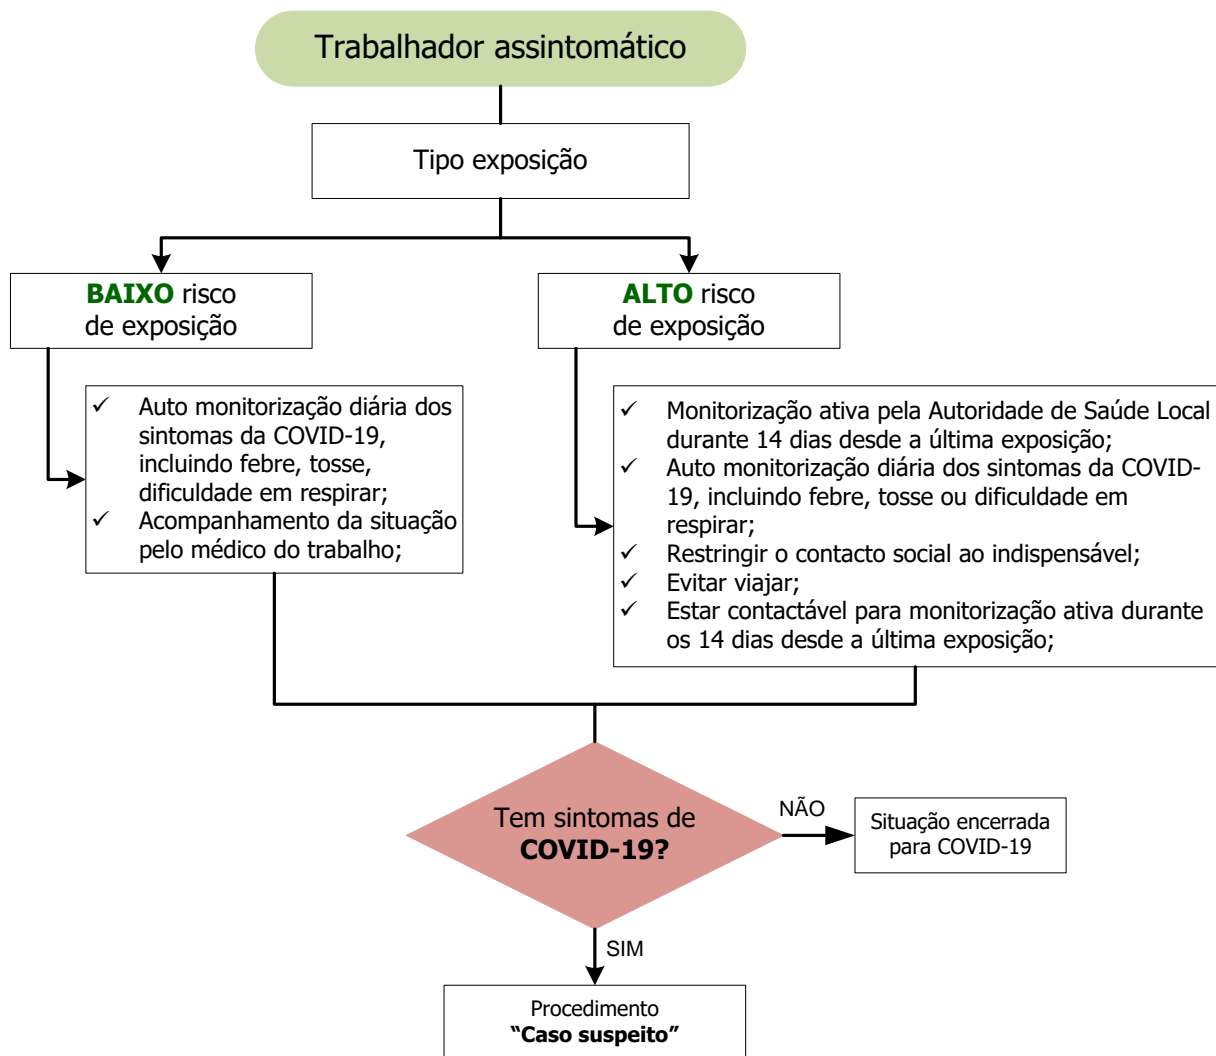 Trabalhador assintomático
Tipo exposição
BAIXO risco
de exposição
ALTO risco
de exposição
✓ Auto monitorização diária dos
sintomas da COVID-19,
incluindo febre, tosse,
dificuldade em respirar;
✓ Acompanhamento da situação
pelo médico do trabalho;
✓ Monitorização ativa pela Autoridade de Saúde Local
durante 14 dias desde a última exposição;
✓ Auto monitorização diária dos sintomas da COVID-
19, incluindo febre, tosse ou dificuldade em
respirar;
✓ Restringir o contacto social ao indispensável;
✓ Evitar viajar;
✓ Estar contactável para monitorização ativa durante
os 14 dias desde a última exposição;
Tem sintomas de
COVID-19?
NÃO
Situação encerrada
para COVID-19
SIM
Procedimento
“Caso suspeito”